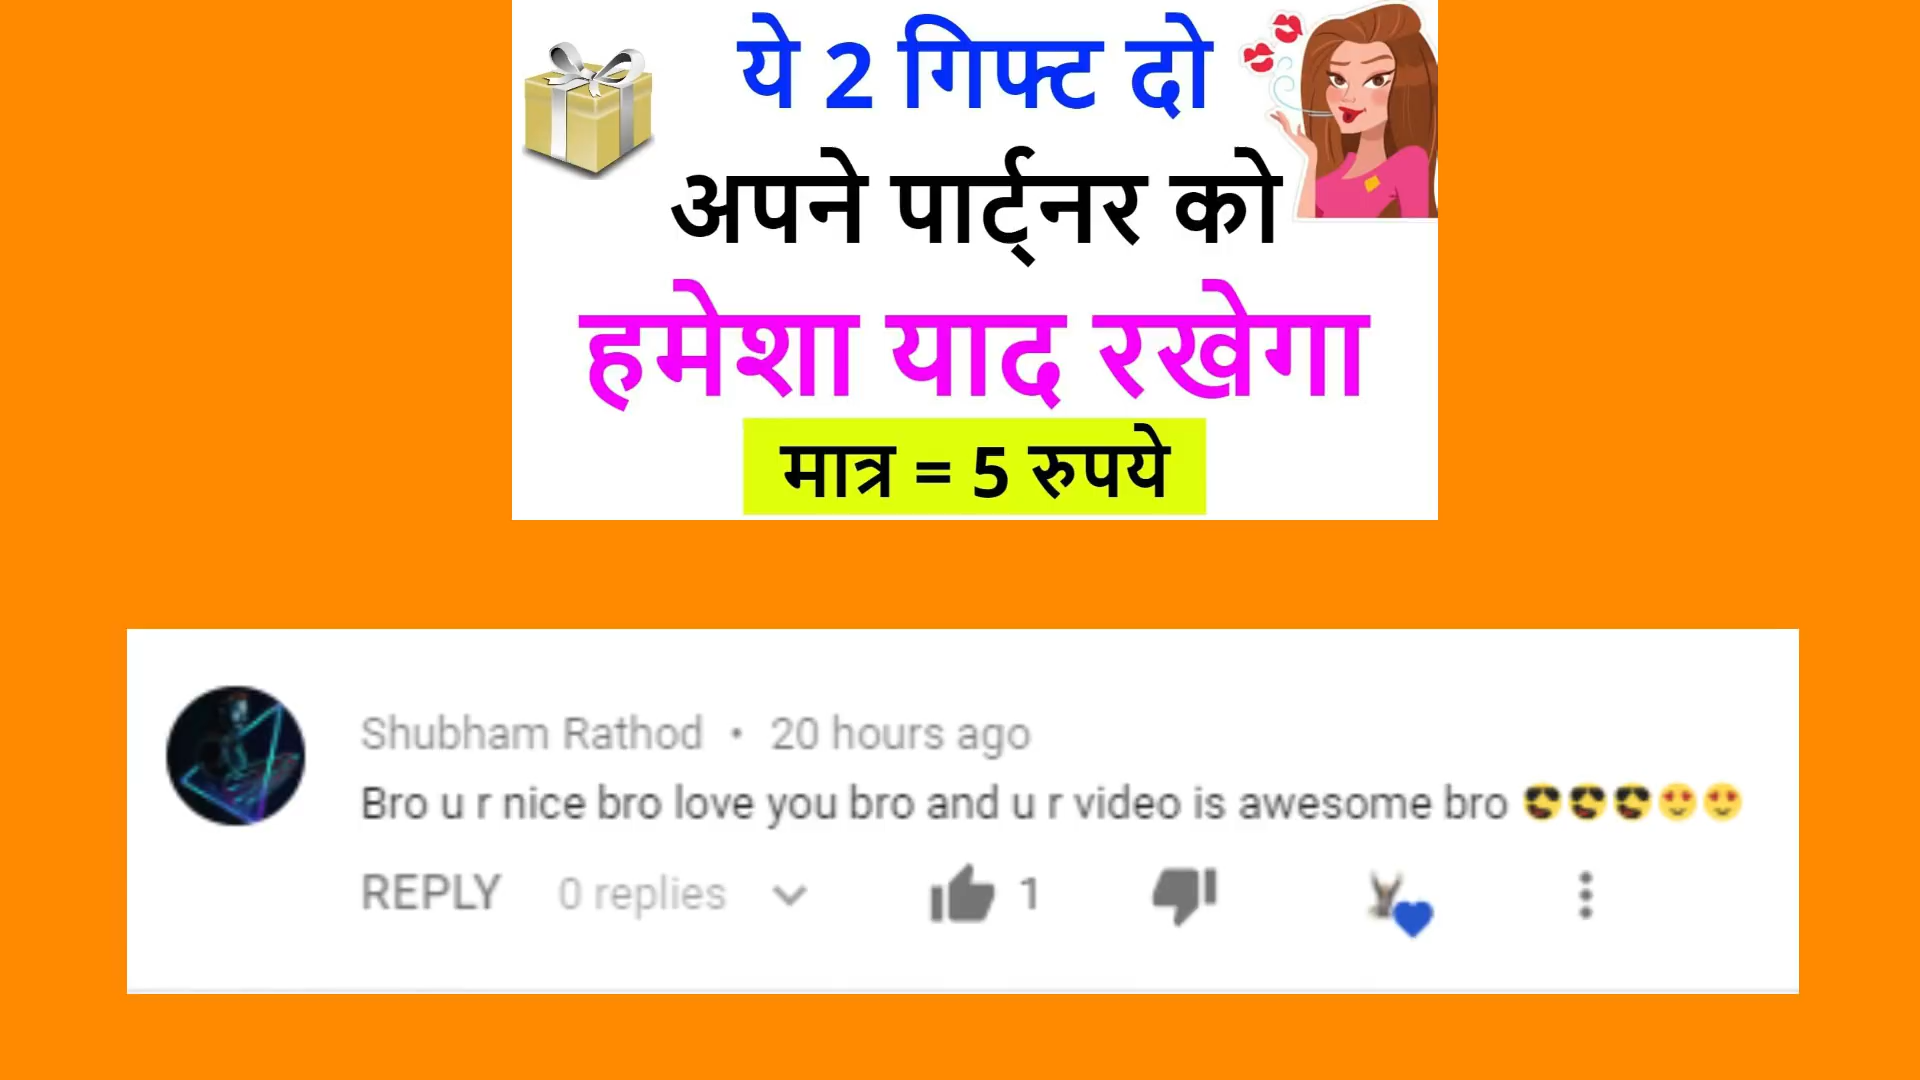 ये 2 गिफ्ट दो
अपने पार्ट्नर को
हमेशा याद रखेगा
मात्र = 5 रुपये
Shubham Rathod • 20 hours ago
Bro u r nice bro love you bro and u r video is awesome bro 😎😎😎😍😍
REPLY 0 replies 1